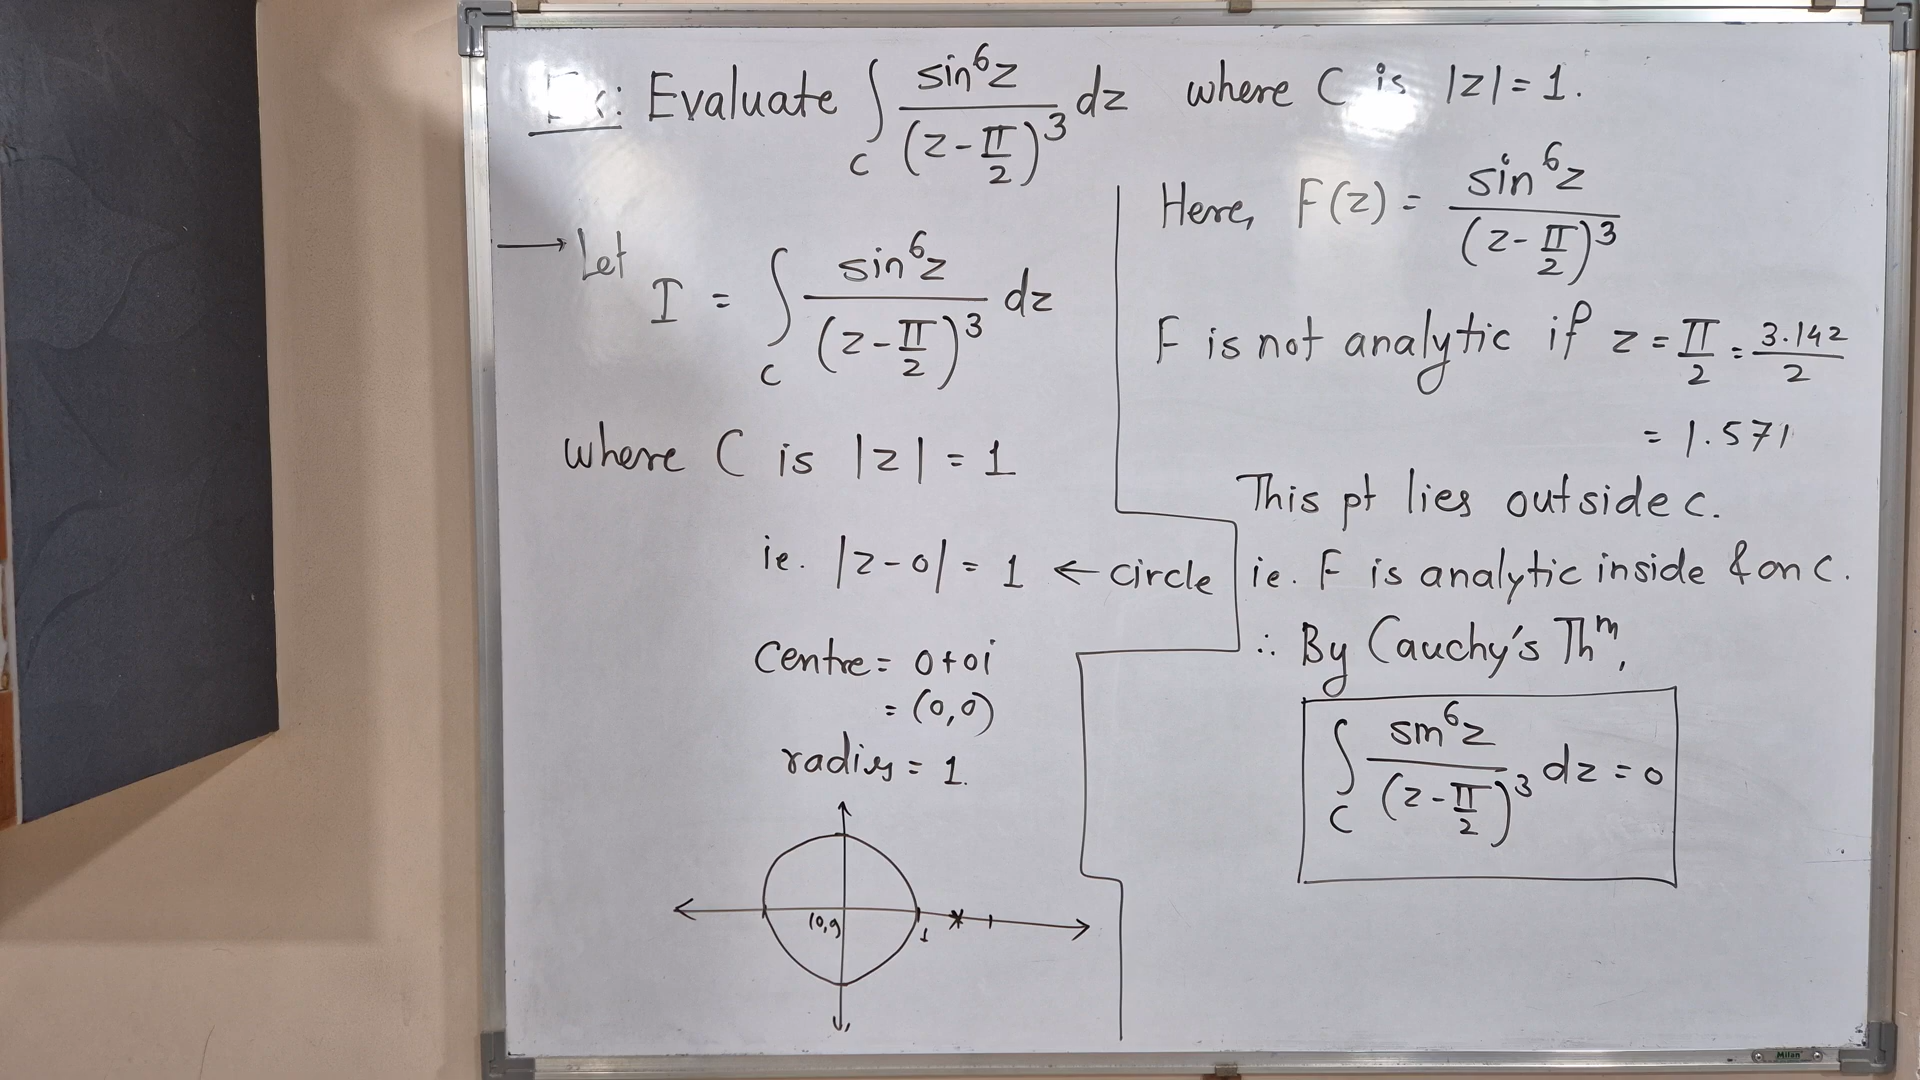 Ex: Evaluate ∫_C sin⁶z / (z - π/2)³ dz where C is |z| = 1.
→ Let
I = ∫_C sin⁶z / (z - π/2)³ dz
where C is |z| = 1
ie. |z - 0| = 1 ← circle
Centre = 0 + 0i
= (0,0)
radius = 1.
(0,0) 1
Here, F(z) = sin⁶z / (z - π/2)³
F is not analytic if z = π/2 = 3.142/2
= 1.571
This pt lies outside C.
ie. F is analytic inside & on C.
∴ By Cauchy's Thᵐ,
∫_C sin⁶z / (z - π/2)³ dz = 0
Milan